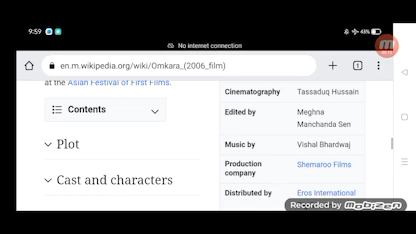 9:59
43%
No internet connection
en.m.wikipedia.org/wiki/Omkara_(2006_film)
1
at the Asian Festival of First Films.
Contents
Plot
Cast and characters
Cinematography Tassaduq Hussain
Edited by Meghna
Manchanda Sen
Music by Vishal Bhardwaj
Production Shemaroo Films
company
Distributed by Eros International
Recorded by MOBIZEN